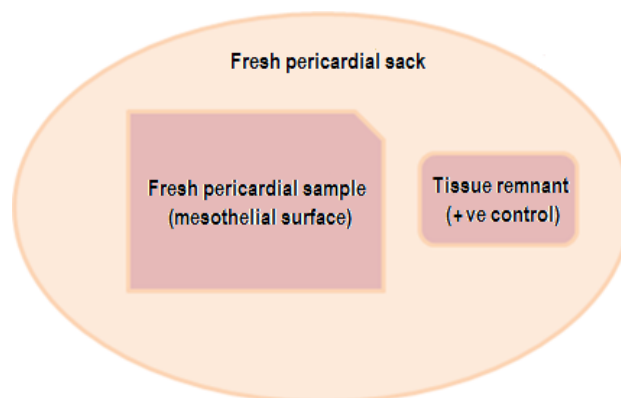 Fresh pericardial sack
Fresh pericardial sample
(mesothelial surface)
Tissue remnant
(+ve control)